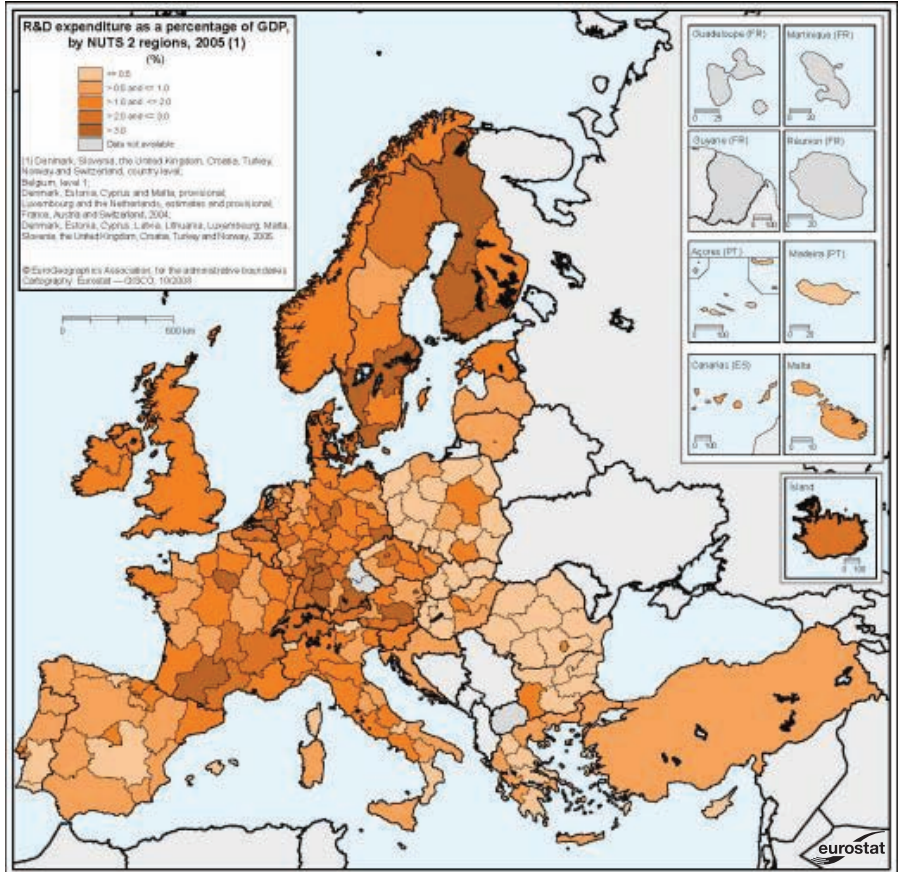 R&D expenditure as a percentage of GDP,
by NUTS 2 regions, 2005 (1)
(%)
<= 0.5
> 0.5 and <= 1.0
> 1.0 and <= 2.0
> 2.0 and <= 3.0
> 3.0
Data not available
(1) Denmark, Slovenia, the United Kingdom, Croatia, Turkey,
Norway and Switzerland, country level;
Belgium, level 1;
Denmark, Estonia, Cyprus and Malta, provisional;
Luxembourg and the Netherlands, estimates and provisional;
France, Austria and Switzerland, 2004;
Denmark, Estonia, Cyprus, Latvia, Lithuania, Luxembourg, Malta,
Slovenia, the United Kingdom, Croatia, Turkey and Norway, 2006.
© EuroGeographics Association, for the administrative boundaries
Cartography: Eurostat — GISCO, 10/2008
0 600 km
Guadeloupe (FR)
0 25
Martinique (FR)
0 20
Guyane (FR)
0 100
Réunion (FR)
0 20
Açores (PT)
0 100
Madeira (PT)
0 20
Canarias (ES)
0 100
Malta
0 10
Ísland
0 100
eurostat